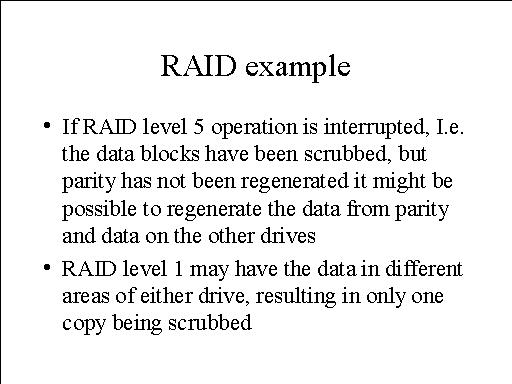 RAID example
• If RAID level 5 operation is interrupted, I.e.
the data blocks have been scrubbed, but
parity has not been regenerated it might be
possible to regenerate the data from parity
and data on the other drives
• RAID level 1 may have the data in different
areas of either drive, resulting in only one
copy being scrubbed